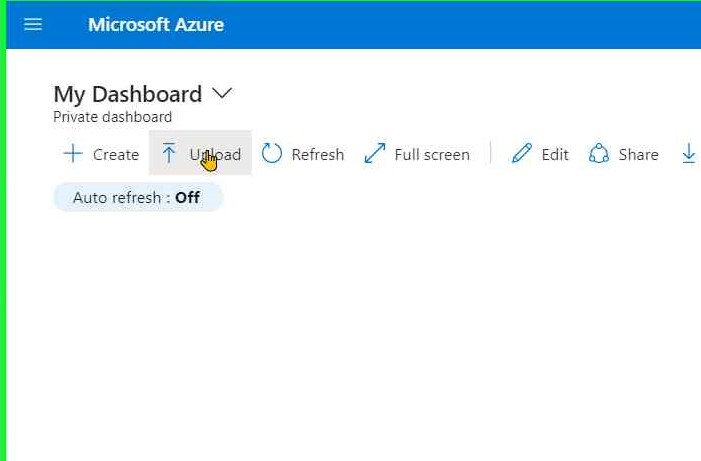 Microsoft Azure
My Dashboard
Private dashboard
Create Upload Refresh Full screen Edit Share
Auto refresh : Off